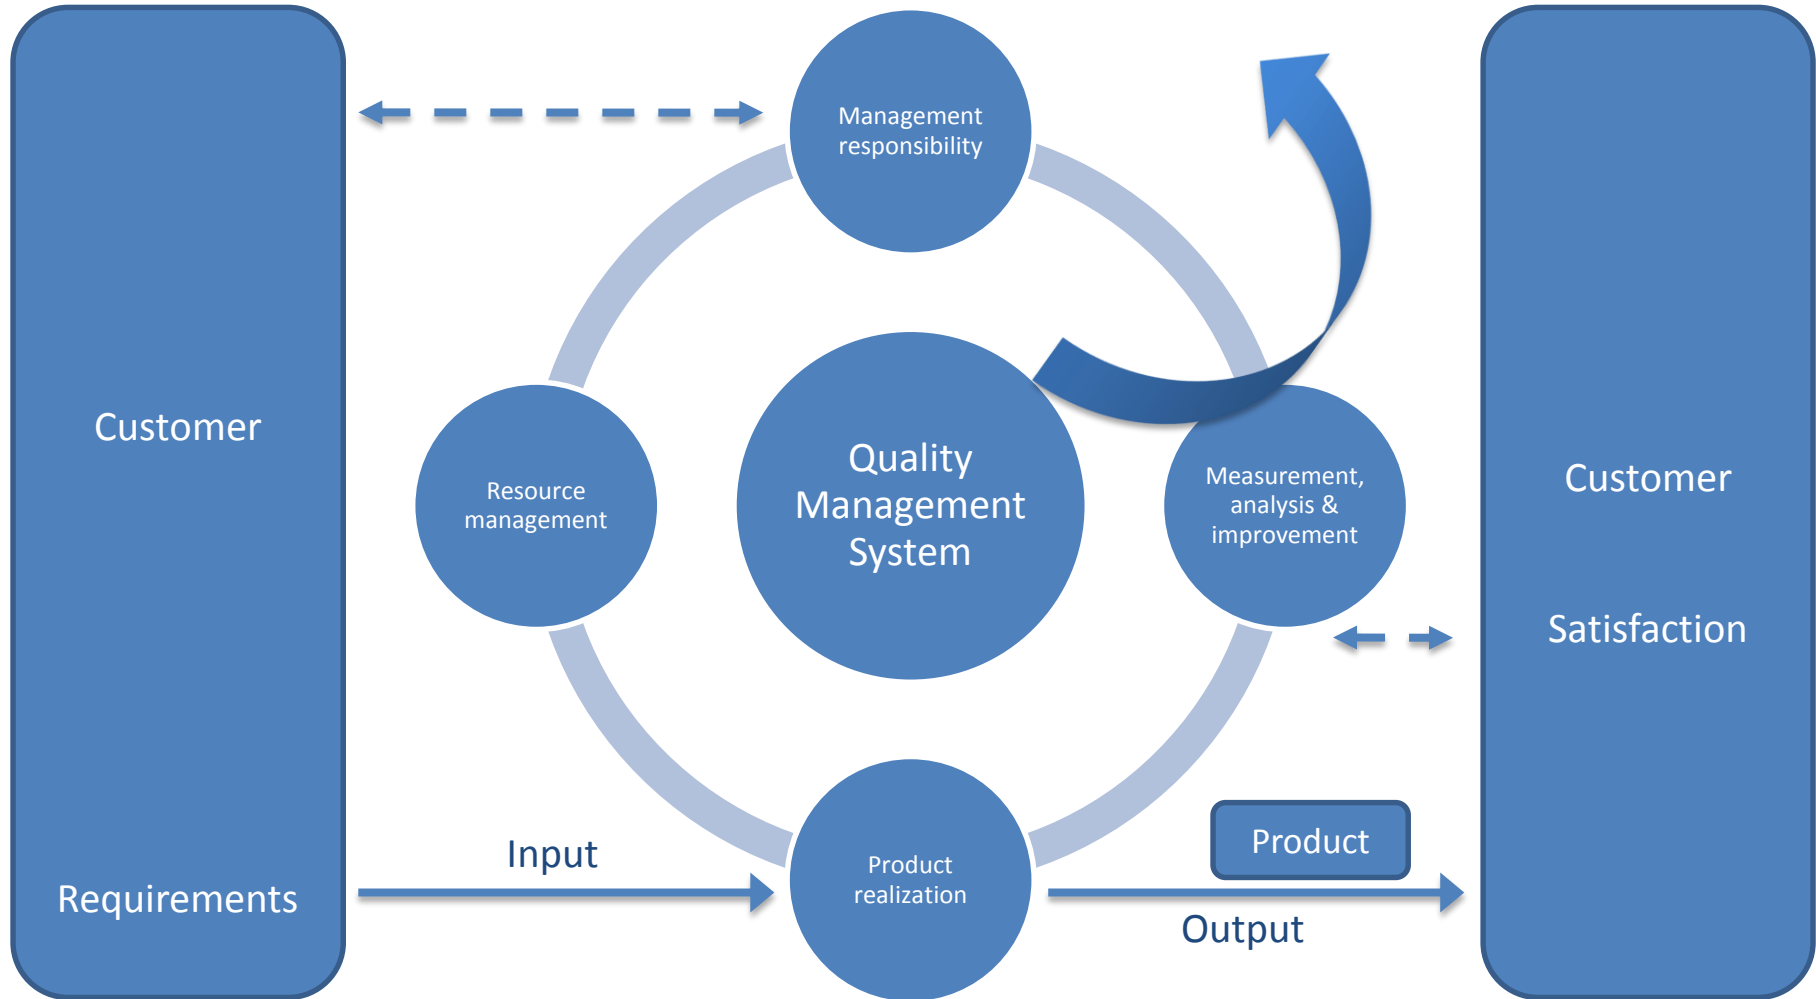 Customer
Requirements
Management
responsibility
Resource
management
Quality
Management
System
Measurement,
analysis &
improvement
Product
realization
Input
Product
Output
Customer
Satisfaction